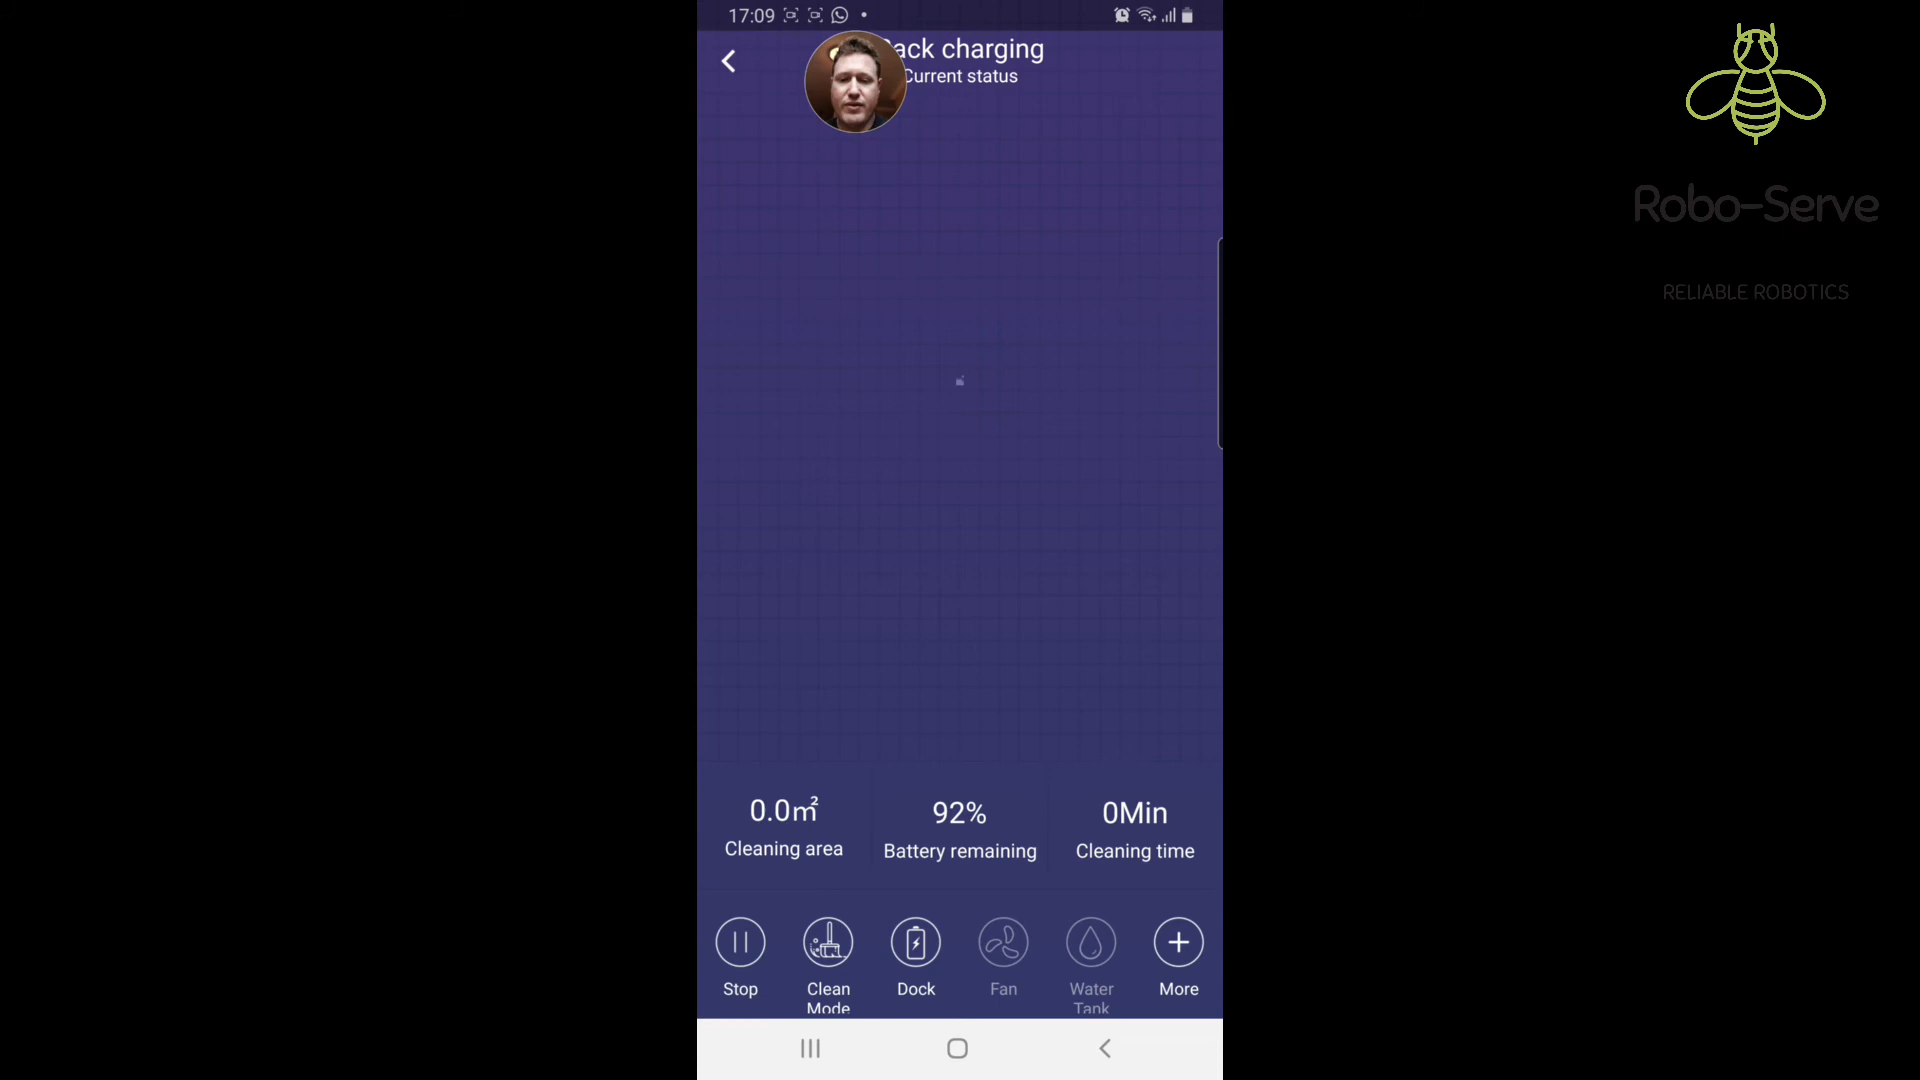 17:09
ack charging
Current status
Robo-Serve
RELIABLE ROBOTICS
0.0㎡
Cleaning area
92%
Battery remaining
0Min
Cleaning time
Stop
Clean
Mode
Dock
Fan
Water
Tank
More